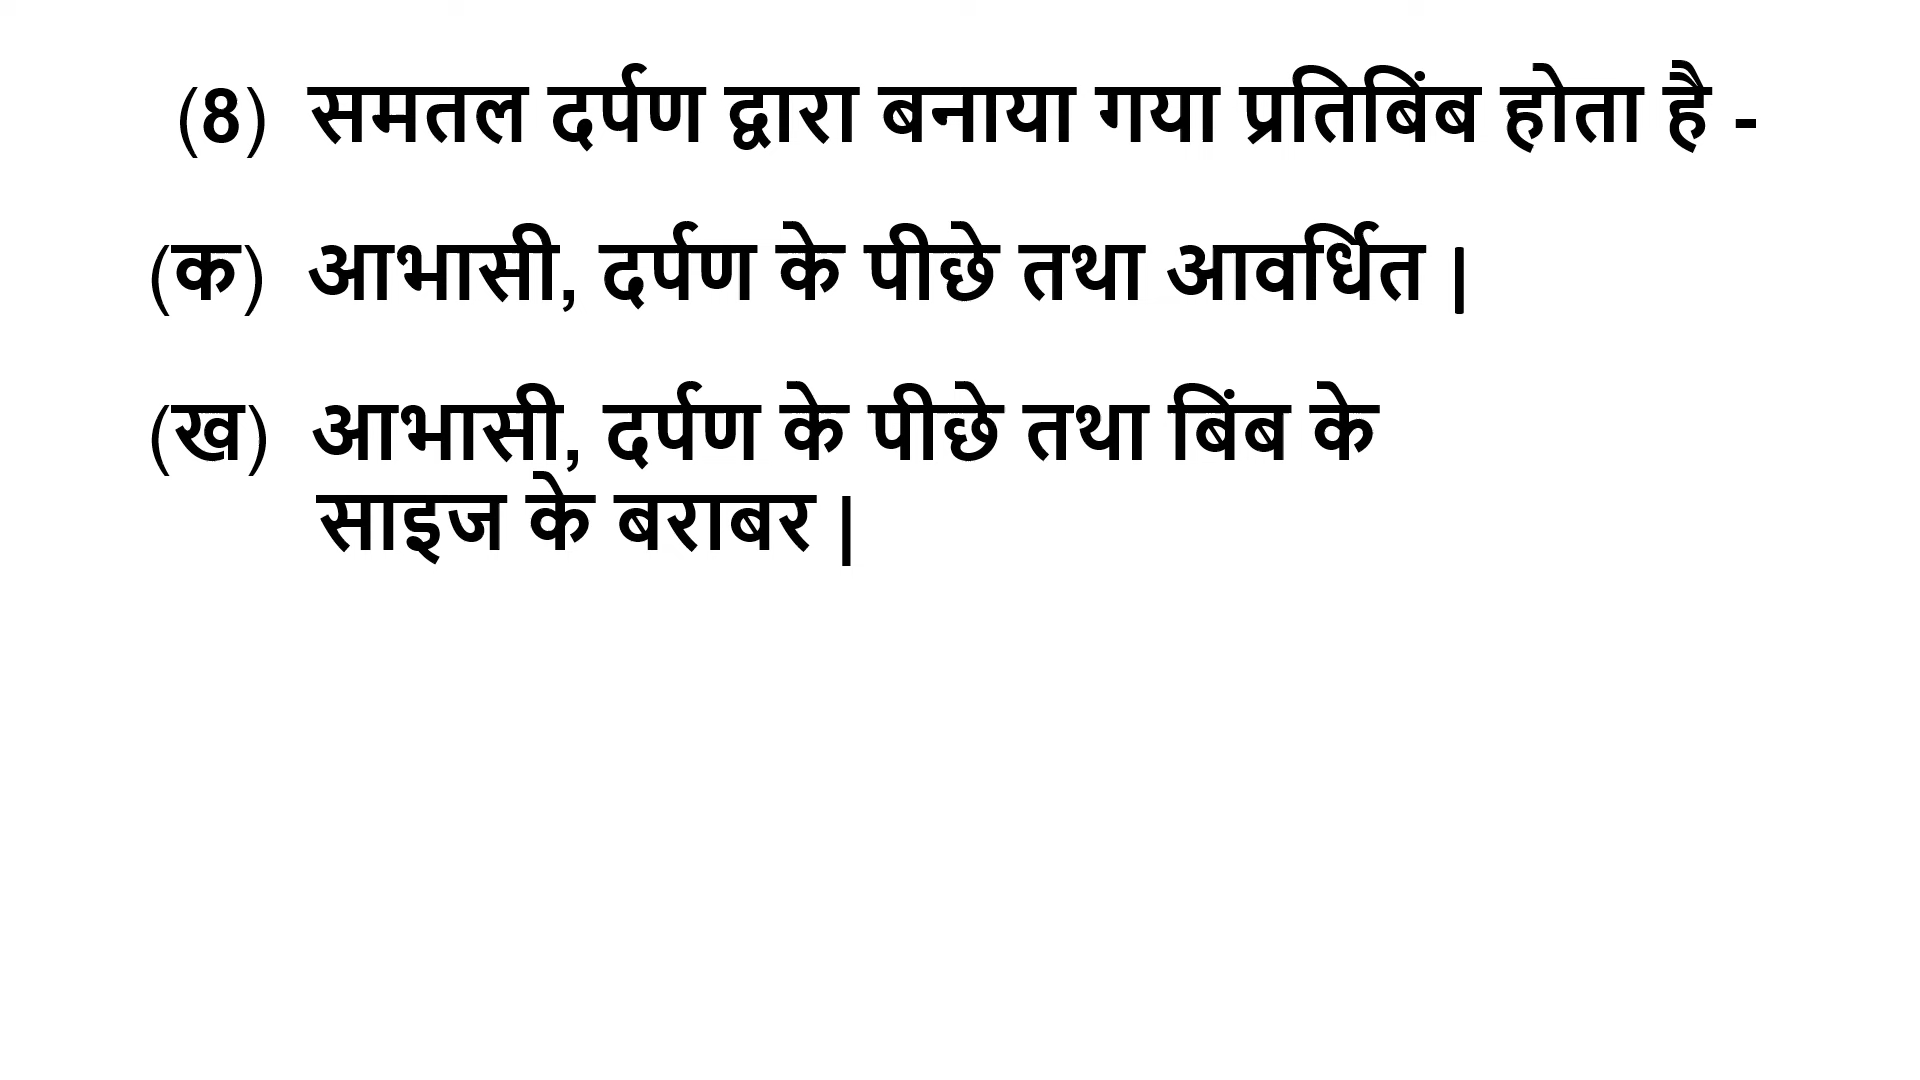 (8) समतल दर्पण द्वारा बनाया गया प्रतिबिंब होता है -
(क) आभासी, दर्पण के पीछे तथा आवर्धित |
(ख) आभासी, दर्पण के पीछे तथा बिंब के
साइज के बराबर |